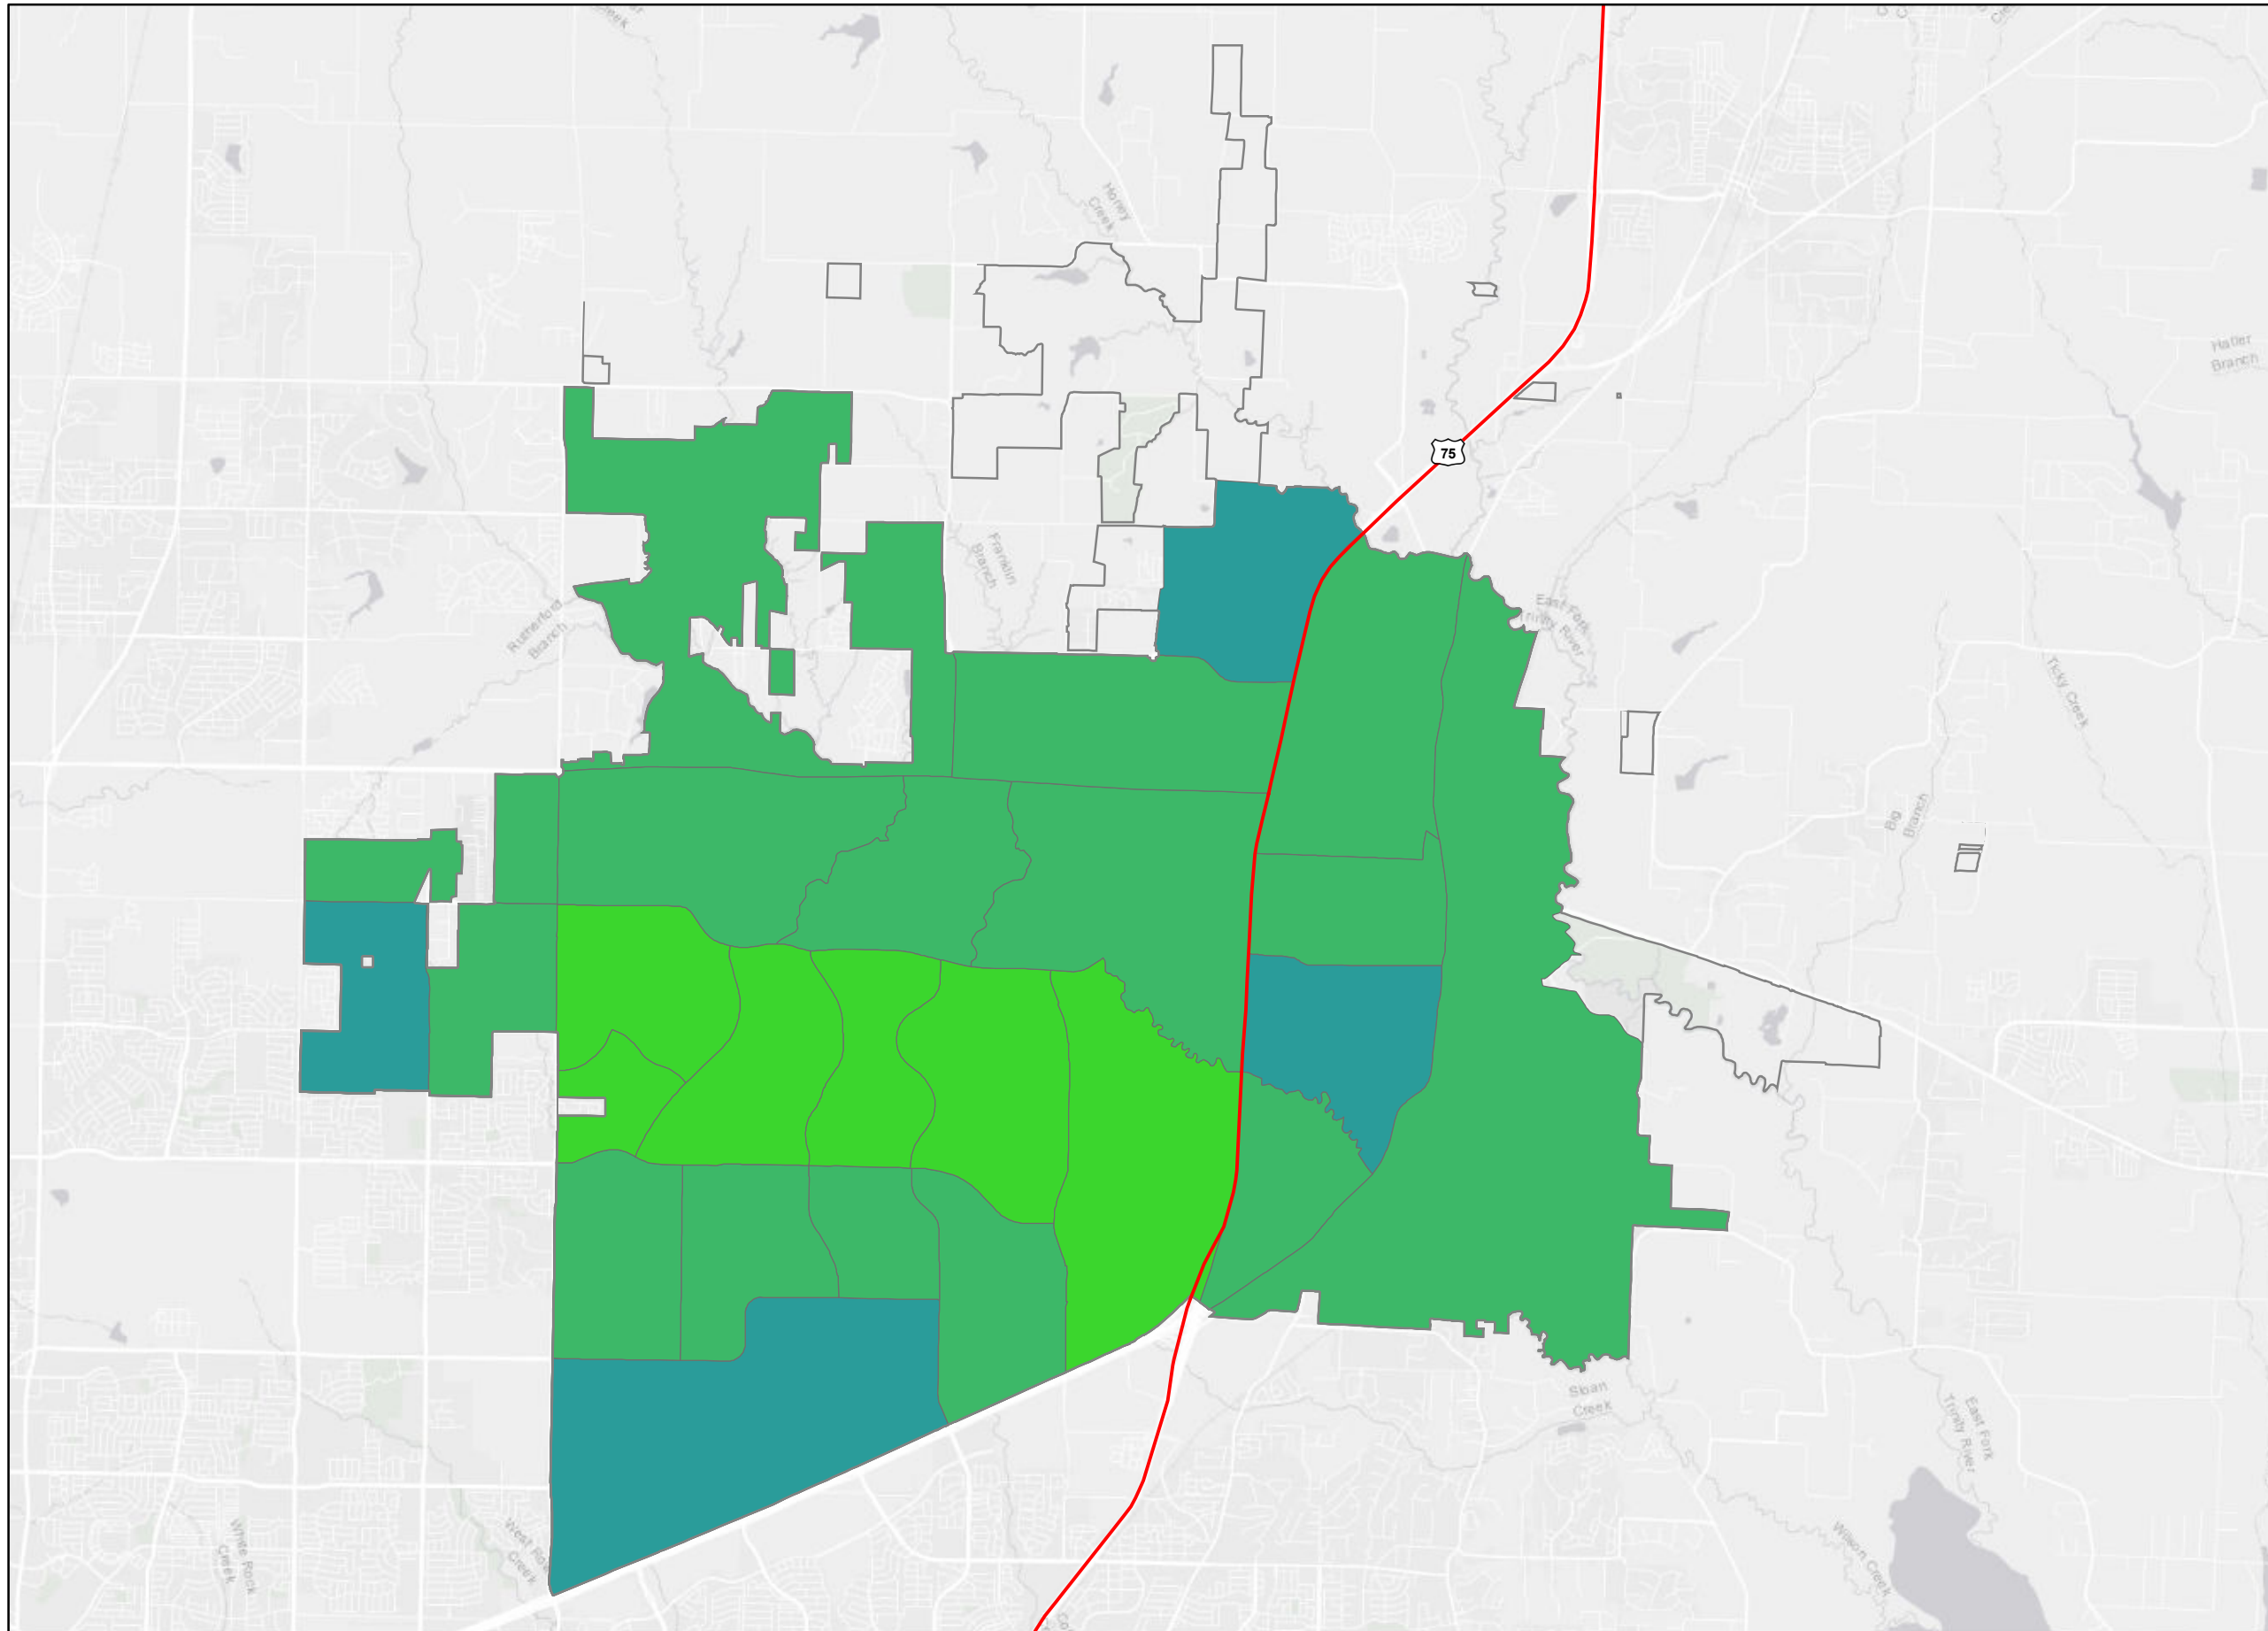 Creek
Honey
Creek
Hatler
Branch
75
Franklin
Branch
Rutherford
Branch
East Fork
Trinity River
Ticky Creek
Big
Branch
Sloan
Creek
East Fork
Trinity River
White Rock
Creek
West
Creek
Wilson Creek